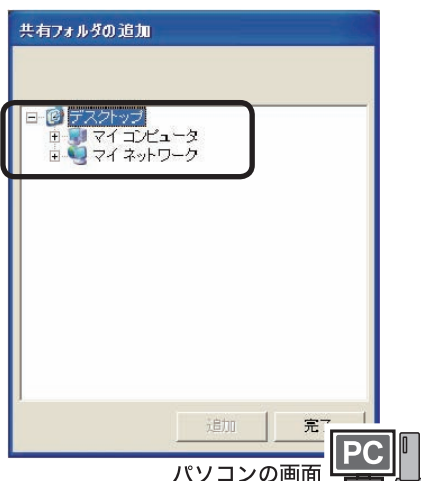 共有フォルダの追加
デスクトップ
マイ コンピュータ
マイ ネットワーク
追加
完
パソコンの画面
PC